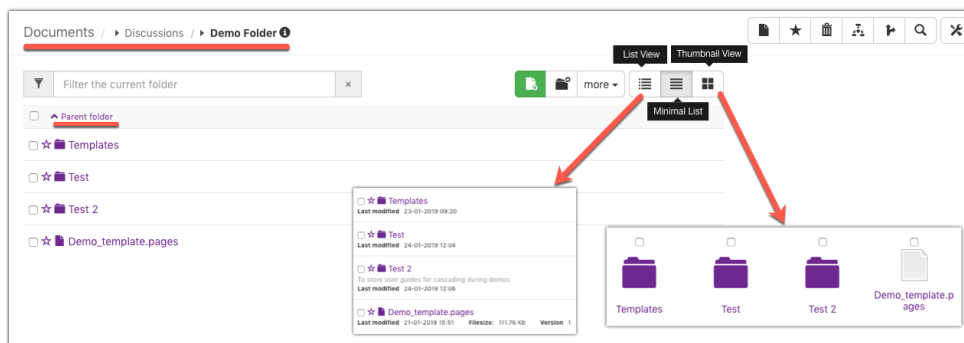 Documents / Discussions / Demo Folder
List View
Thumbnail View
Filter the current folder
×
more
Minimal List
Parent folder
Templates
Test
Test 2
Demo_template.pages
Templates
Last modified 23-01-2019 09:20
Test
Last modified 24-01-2019 12:04
Test 2
To store user guides for cascading during demos
Last modified 24-01-2019 12:06
Demo_template.pages
Last modified 21-01-2019 15:51 Filesize: 111.76 Kb Version 1
Templates
Test
Test 2
Demo_template.p
ages